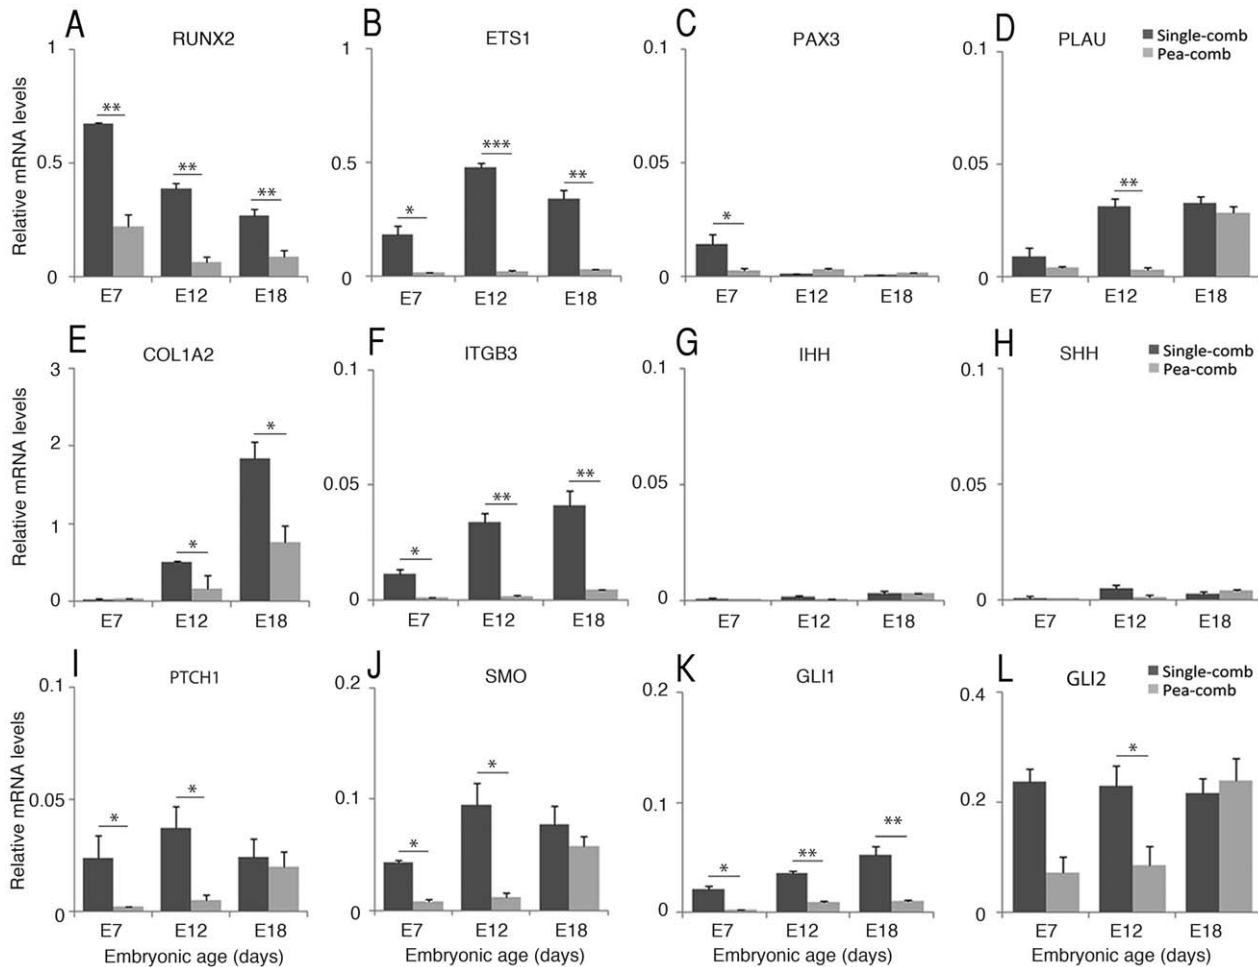 A
RUNX2
B
ETS1
C
PAX3
D
PLAU
Single-comb
Pea-comb
Relative mRNA levels
1
0.5
0
**
**
**
E7 E12 E18
1
0.5
0
*
***
**
E7 E12 E18
0.1
0.05
0
*
E7 E12 E18
0.1
0.05
0
**
E7 E12 E18
E
COL1A2
F
ITGB3
G
IHH
H
SHH
Single-comb
Pea-comb
Relative mRNA levels
3
2
1
0
*
*
E7 E12 E18
0.1
0.05
0
*
**
**
E7 E12 E18
0.1
0.05
0
E7 E12 E18
0.1
0.05
0
E7 E12 E18
I
PTCH1
J
SMO
K
GLI1
L
GLI2
Single-comb
Pea-comb
Relative mRNA levels
0.1
0.05
0
*
*
E7 E12 E18
Embryonic age (days)
0.2
0.1
0
*
*
E7 E12 E18
Embryonic age (days)
0.2
0.1
0
*
**
**
E7 E12 E18
Embryonic age (days)
0.4
0.2
0
*
E7 E12 E18
Embryonic age (days)